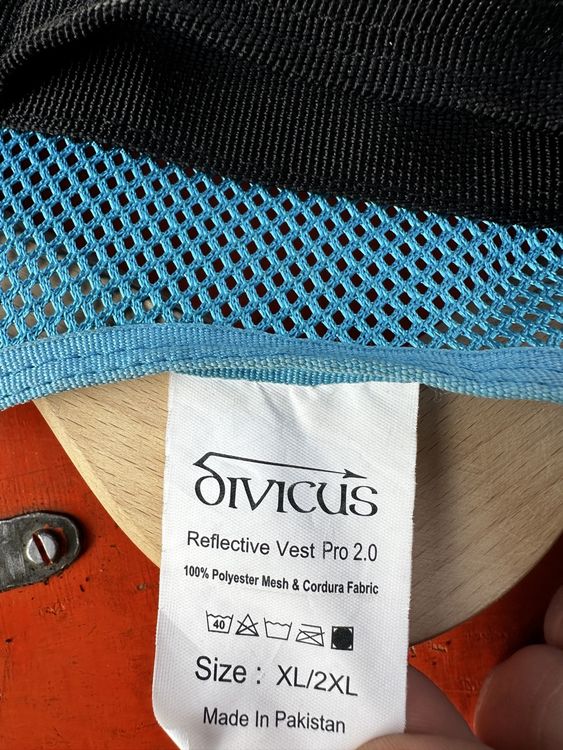 DIVICUS
Reflective Vest Pro 2.0
100% Polyester Mesh & Cordura Fabric
40
Size : XL/2XL
Made In Pakistan